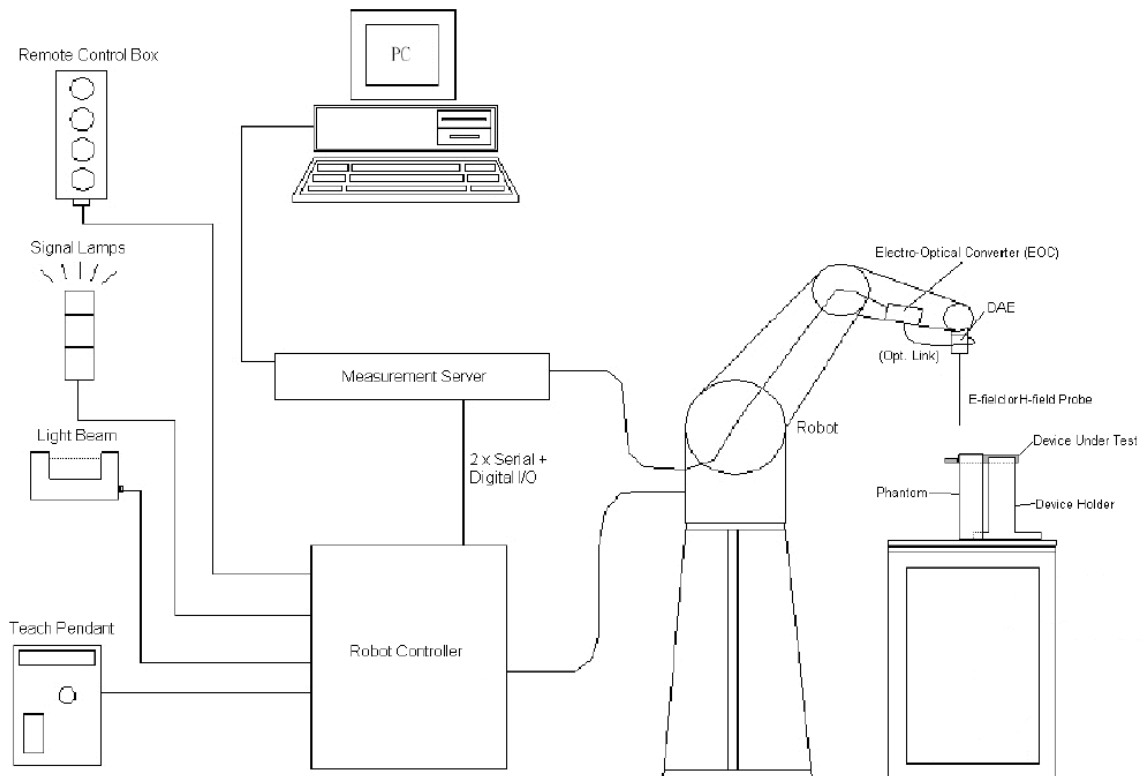 Remote Control Box
PC
Signal Lamps
Electro-Optical Converter (EOC)
DAE
(Opt. Link)
Measurement Server
E-field or H-field Probe
Light Beam
Robot
Device Under Test
2 x Serial +
Digital I/O
Phantom
Device Holder
Teach Pendant
Robot Controller